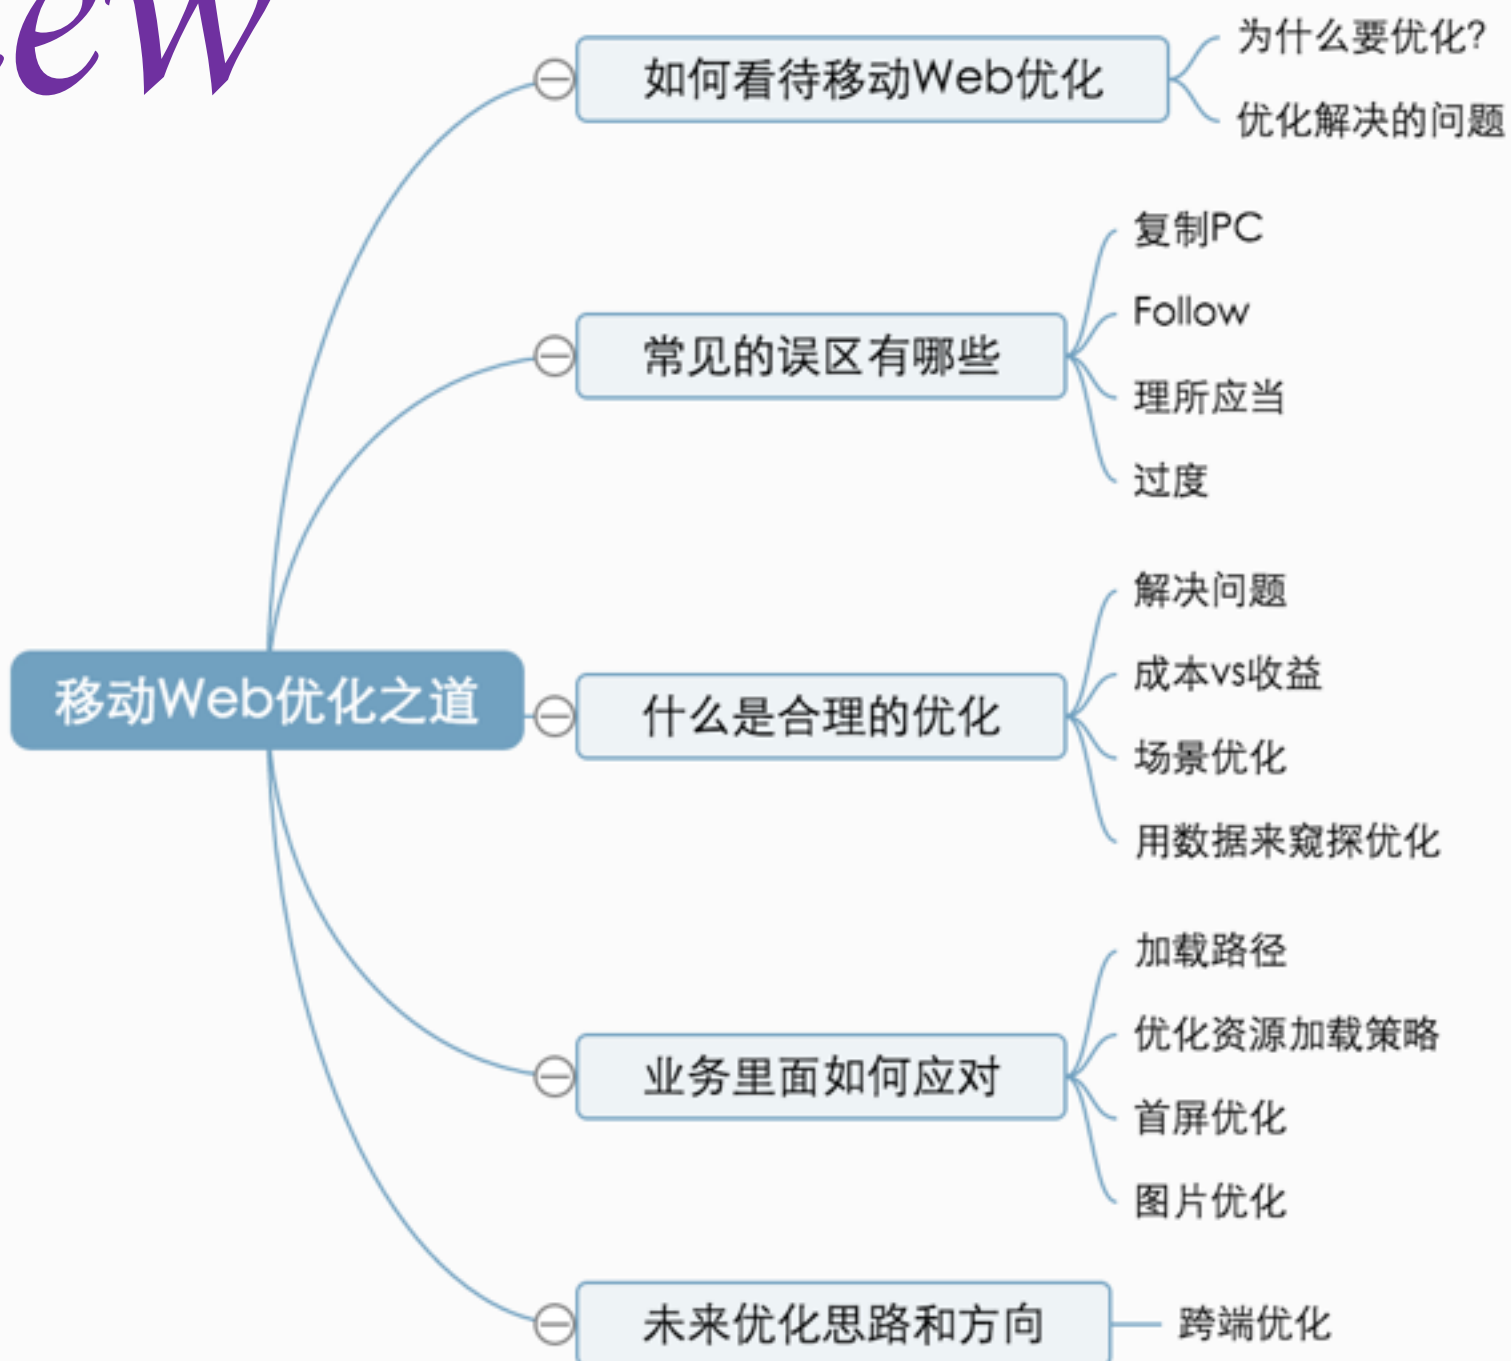 ew
如何看待移动Web优化
为什么要优化?
优化解决的问题
常见的误区有哪些
复制PC
Follow
理所应当
过度
移动Web优化之道
什么是合理的优化
解决问题
成本vs收益
场景优化
用数据来窥探优化
业务里面如何应对
加载路径
优化资源加载策略
首屏优化
图片优化
未来优化思路和方向
跨端优化